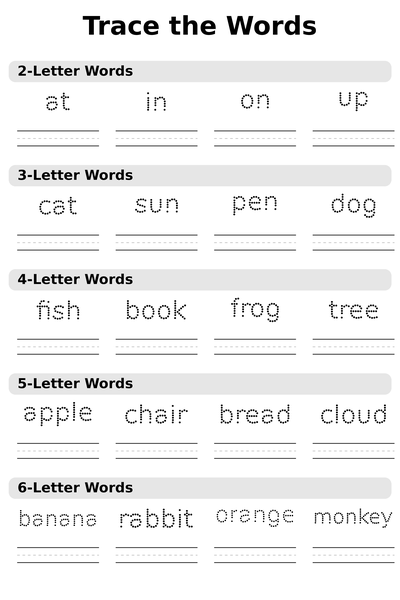 Trace the Words
2-Letter Words
at in on up
3-Letter Words
cat sun pen dog
4-Letter Words
fish book frog tree
5-Letter Words
apple chair bread cloud
6-Letter Words
banana rabbit orange monkey